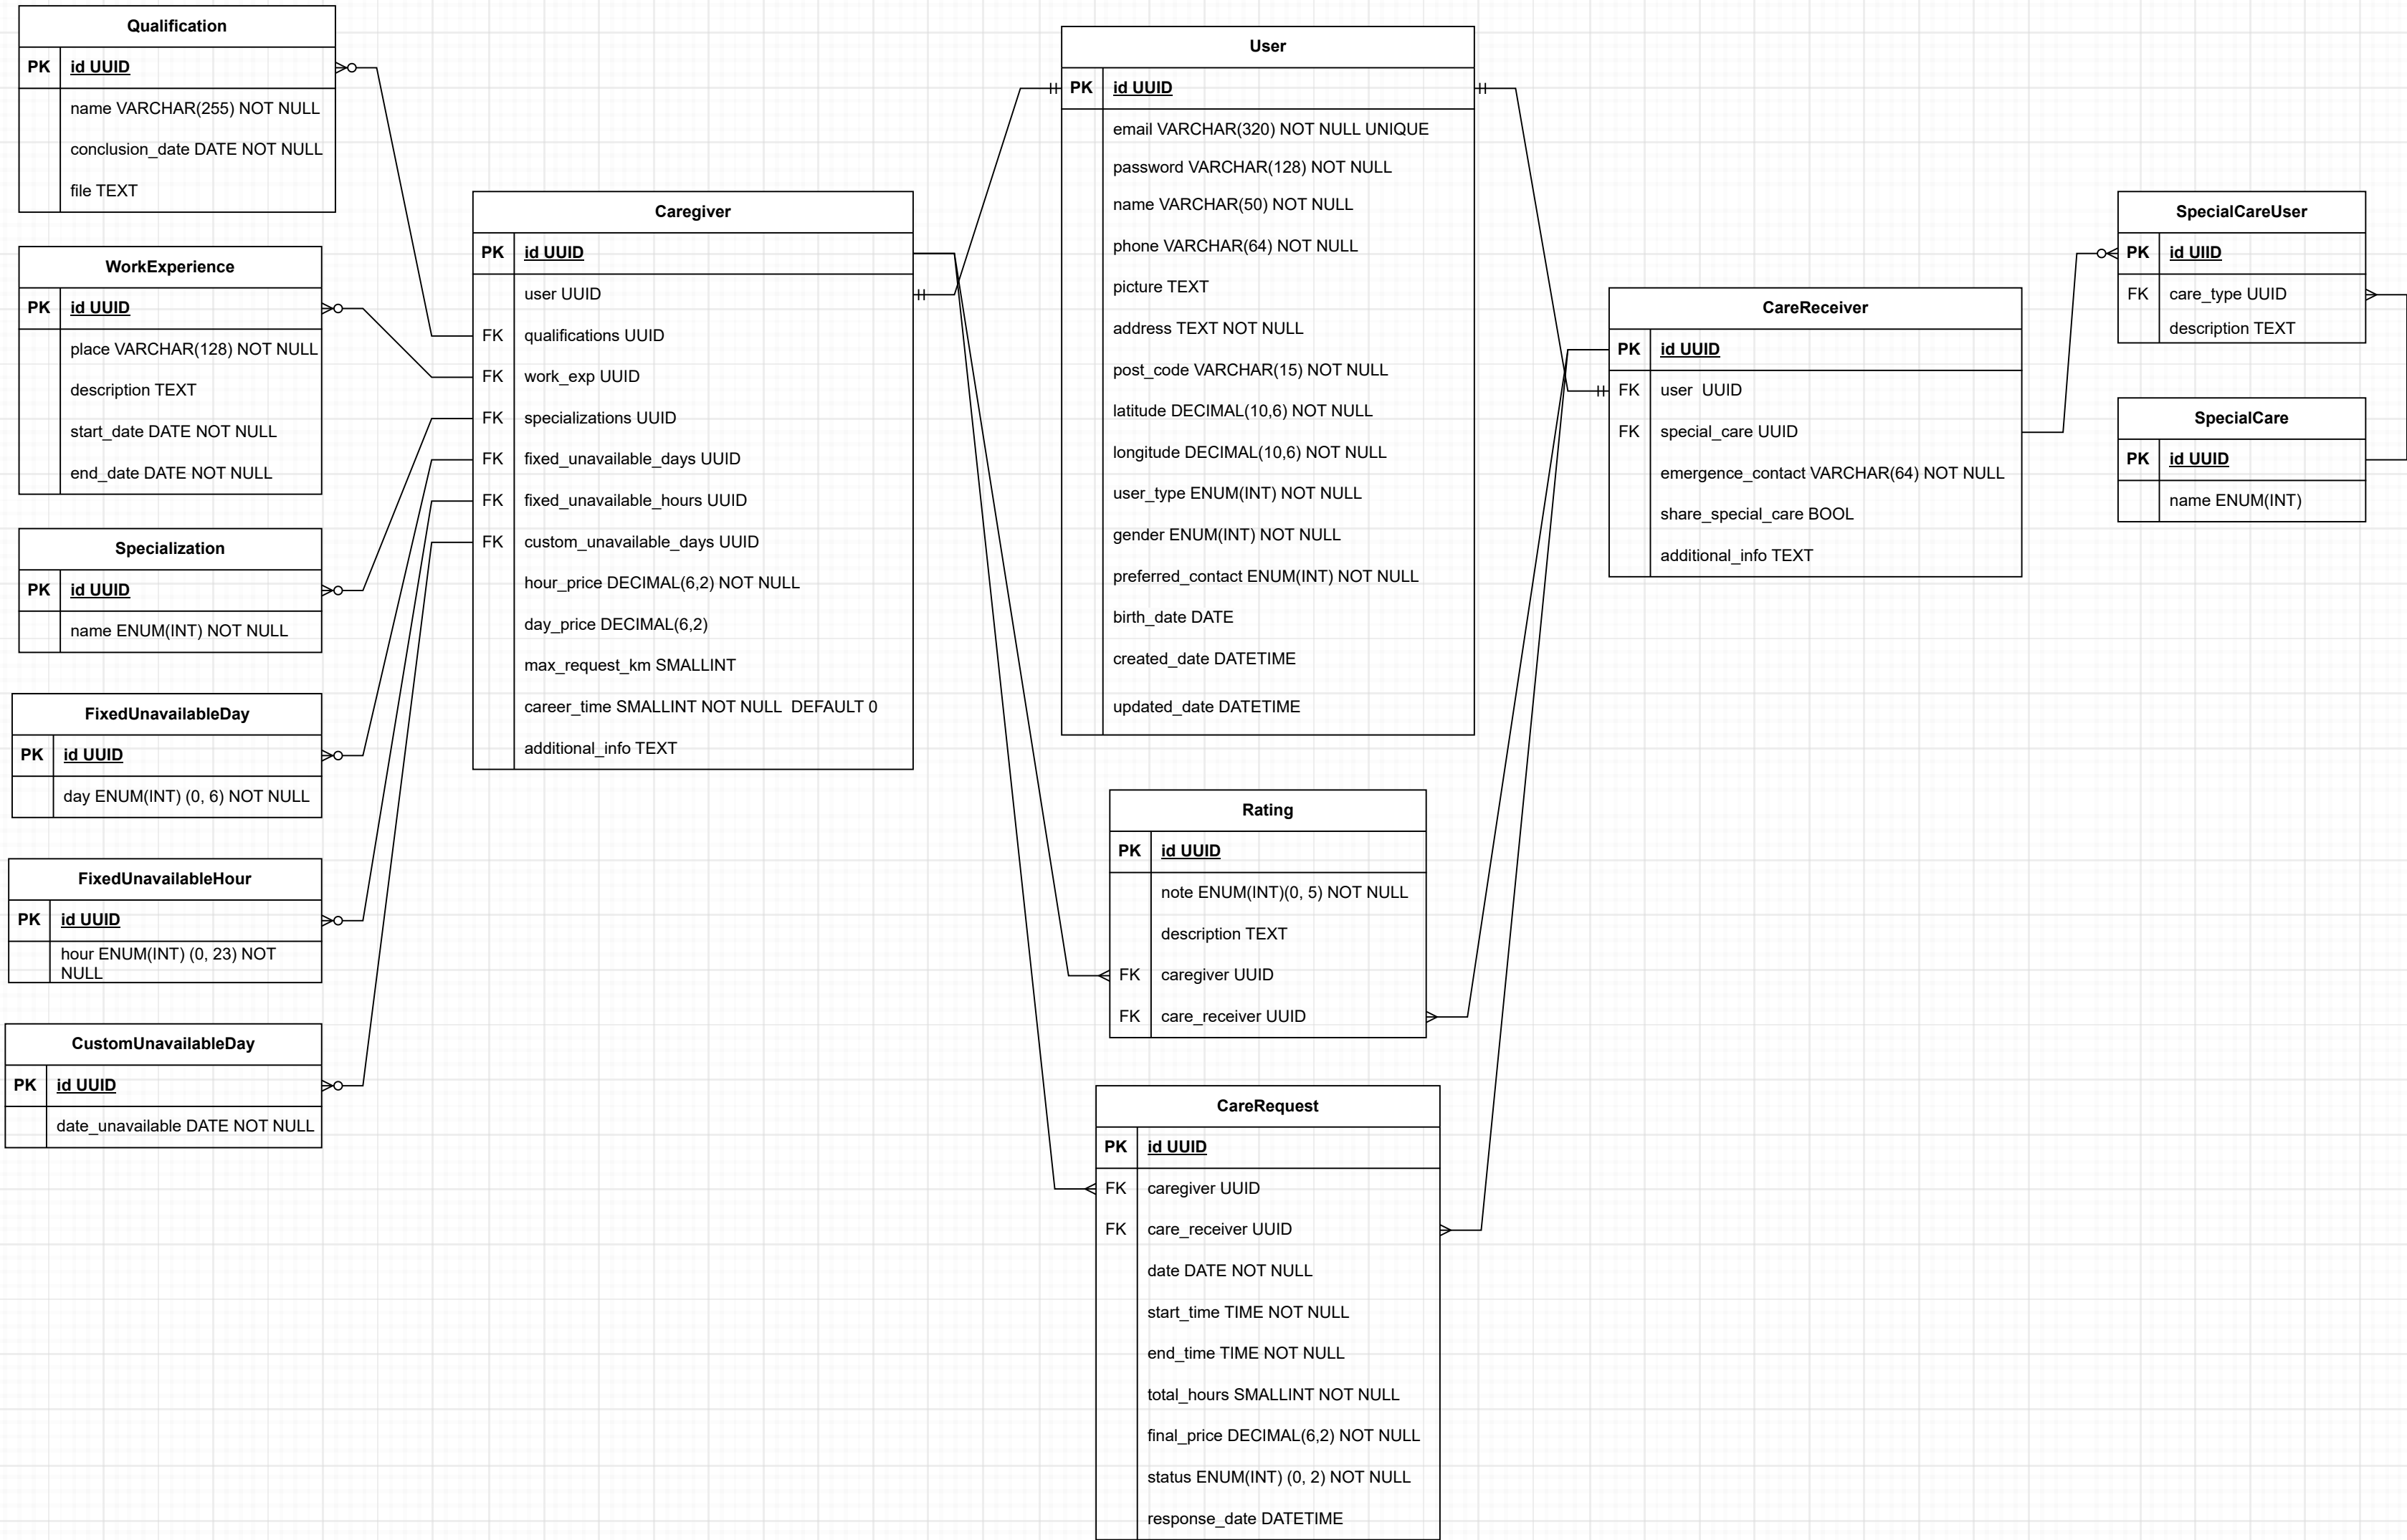 Qualification
PK id UUID
name VARCHAR(255) NOT NULL
conclusion_date DATE NOT NULL
file TEXT
WorkExperience
PK id UUID
place VARCHAR(128) NOT NULL
description TEXT
start_date DATE NOT NULL
end_date DATE NOT NULL
Specialization
PK id UUID
name ENUM(INT) NOT NULL
FixedUnavailableDay
PK id UUID
day ENUM(INT) (0, 6) NOT NULL
FixedUnavailableHour
PK id UUID
hour ENUM(INT) (0, 23) NOT
NULL
CustomUnavailableDay
PK id UUID
date_unavailable DATE NOT NULL
Caregiver
PK id UUID
user UUID
FK qualifications UUID
FK work_exp UUID
FK specializations UUID
FK fixed_unavailable_days UUID
FK fixed_unavailable_hours UUID
FK custom_unavailable_days UUID
hour_price DECIMAL(6,2) NOT NULL
day_price DECIMAL(6,2)
max_request_km SMALLINT
career_time SMALLINT NOT NULL  DEFAULT 0
additional_info TEXT
User
PK id UUID
email VARCHAR(320) NOT NULL UNIQUE
password VARCHAR(128) NOT NULL
name VARCHAR(50) NOT NULL
phone VARCHAR(64) NOT NULL
picture TEXT
address TEXT NOT NULL
post_code VARCHAR(15) NOT NULL
latitude DECIMAL(10,6) NOT NULL
longitude DECIMAL(10,6) NOT NULL
user_type ENUM(INT) NOT NULL
gender ENUM(INT) NOT NULL
preferred_contact ENUM(INT) NOT NULL
birth_date DATE
created_date DATETIME
updated_date DATETIME
Rating
PK id UUID
note ENUM(INT)(0, 5) NOT NULL
description TEXT
FK caregiver UUID
FK care_receiver UUID
CareRequest
PK id UUID
FK caregiver UUID
FK care_receiver UUID
date DATE NOT NULL
start_time TIME NOT NULL
end_time TIME NOT NULL
total_hours SMALLINT NOT NULL
final_price DECIMAL(6,2) NOT NULL
status ENUM(INT) (0, 2) NOT NULL
response_date DATETIME
CareReceiver
PK id UUID
FK user  UUID
FK special_care UUID
emergence_contact VARCHAR(64) NOT NULL
share_special_care BOOL
additional_info TEXT
SpecialCareUser
PK id UIID
FK care_type UUID
description TEXT
SpecialCare
PK id UUID
name ENUM(INT)